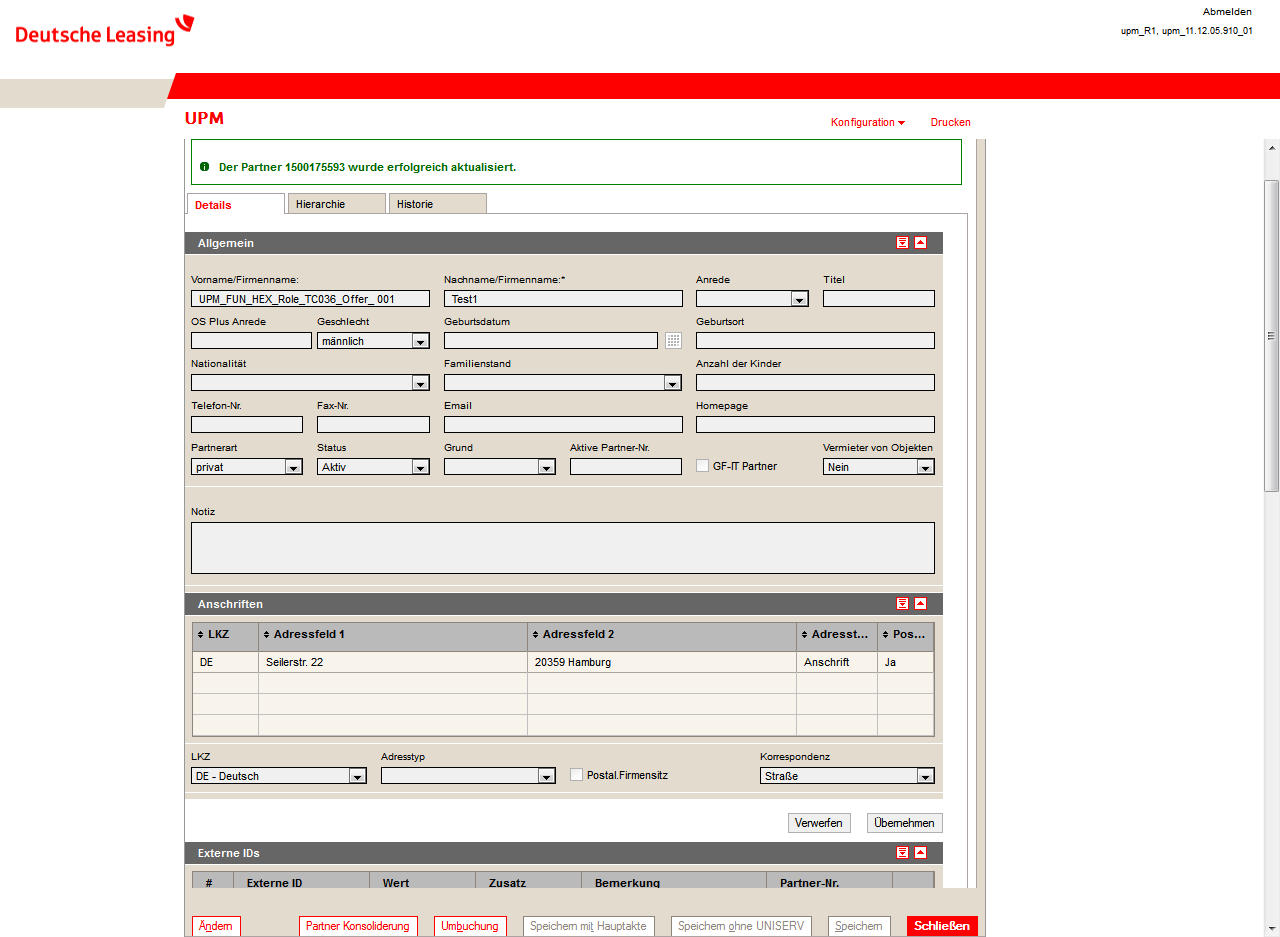 Abmelden
Deutsche Leasing
upm_R1, upm_11.12.05.910_01
UPM
Konfiguration
Drucken
Der Partner 1500175593 wurde erfolgreich aktualisiert.
Details Hierarchie Historie
Allgemein
Vorname/Firmenname: Nachname/Firmenname:* Anrede Titel
UPM_FUN_HEX_Role_TC036_Offer_ 001 Test1
OS Plus Anrede Geschlecht Geburtsdatum Geburtsort
männlich
Nationalität Familienstand Anzahl der Kinder
Telefon-Nr. Fax-Nr. Email Homepage
Partnerart Status Grund Aktive Partner-Nr. Vermieter von Objekten
privat Aktiv GF-IT Partner Nein
Notiz
Anschriften
LKZ Adressfeld 1 Adressfeld 2 Adresst... Pos...
DE Seilerstr. 22 20359 Hamburg Anschrift Ja
LKZ Adresstyp Korrespondenz
DE - Deutsch Postal.Firmensitz Straße
Verwerfen Übernehmen
Externe IDs
# Externe ID Wert Zusatz Bemerkung Partner-Nr.
Ändern Partner Konsoliderung Umbuchung Speichern mit Hauptakte Speichern ohne UNISERV Speichern Schließen